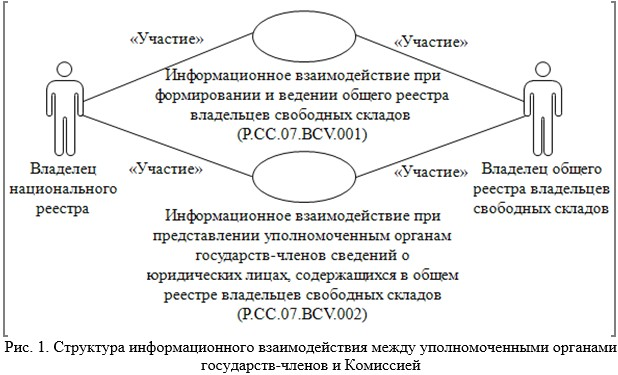 «Участие»
«Участие»
Информационное взаимодействие при
формировании и ведении общего реестра
владельцев свободных складов
(P.CC.07.BCV.001)
Владелец
национального
реестра
«Участие»
«Участие»
Владелец общего
реестра владельцев
свободных складов
Информационное взаимодействие при
представлении уполномоченным органам
государств-членов сведений о
юридических лицах, содержащихся в общем
реестре владельцев свободных складов
(P.CC.07.BCV.002)
Рис. 1. Структура информационного взаимодействия между уполномоченными органами
государств-членов и Комиссией